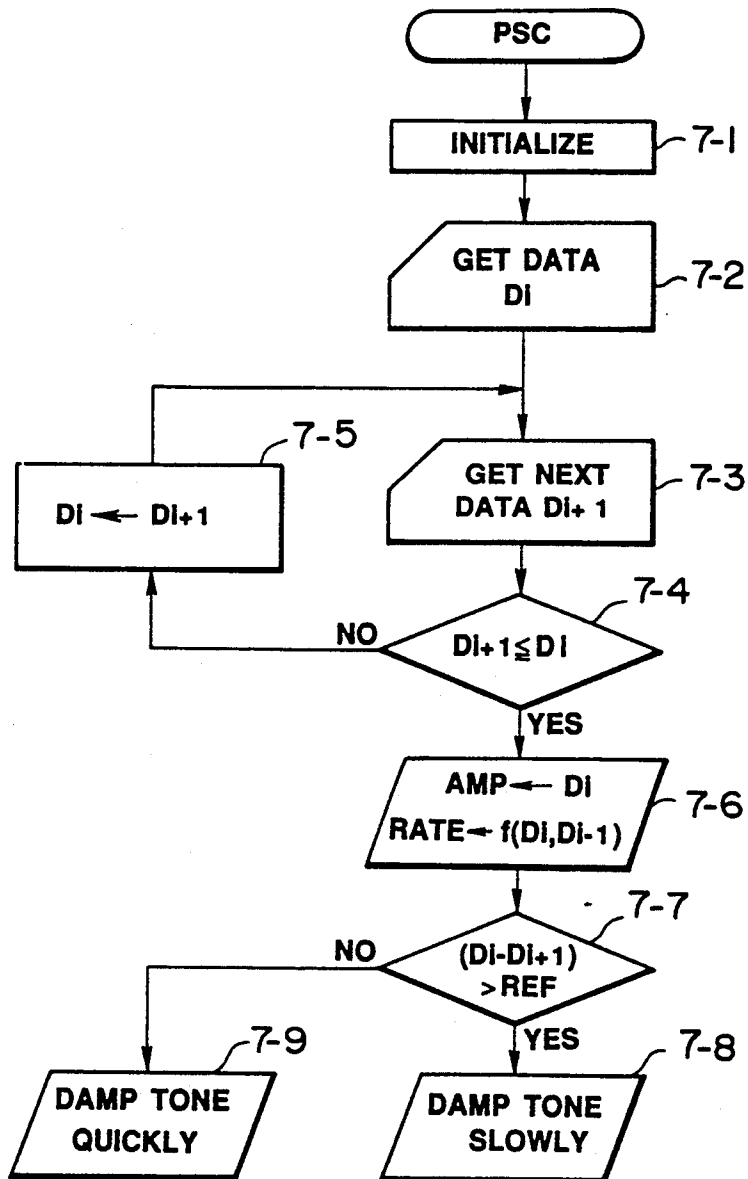 PSC
INITIALIZE
7-1
GET DATA
Di
7-2
7-5
Di ← Di+1
GET NEXT
DATA Di+1
7-3
7-4
NO
Di+1≦Di
YES
AMP ← Di
RATE ← f(Di,Di-1)
7-6
7-7
NO
(Di-Di+1)
>REF
YES
7-9
DAMP TONE
QUICKLY
7-8
DAMP TONE
SLOWLY